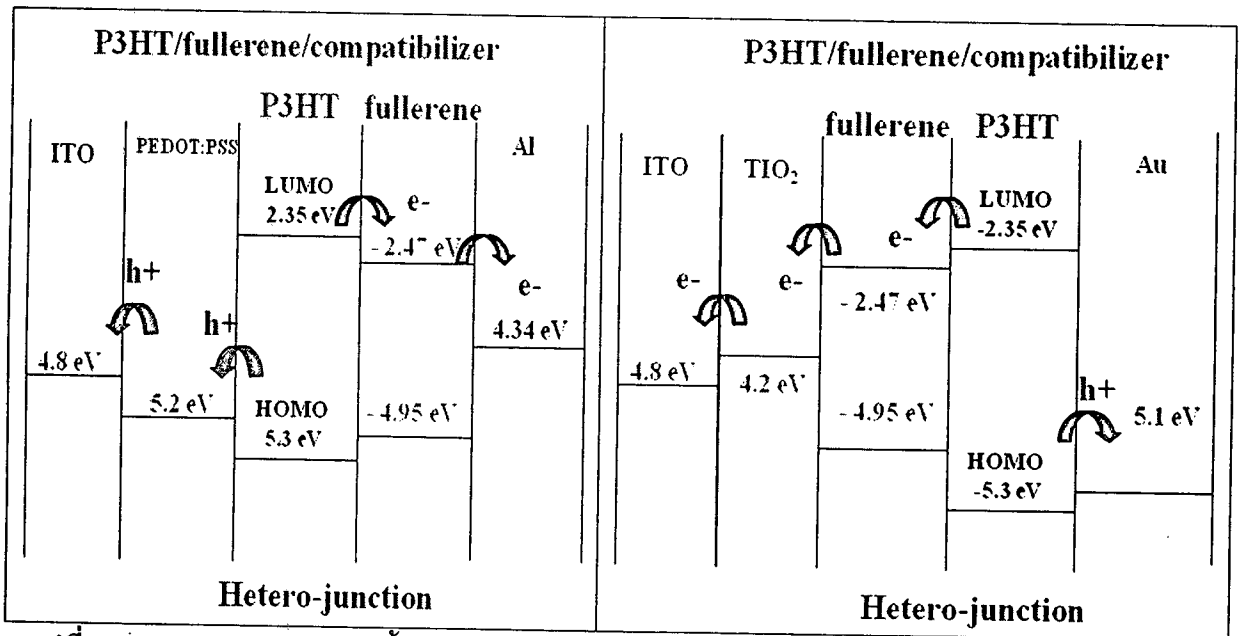 P3HT/fullerene/compatibilizer
P3HT fullerene
ITO
PEDOT:PSS
Al
LUMO
2.35 eV
e-
- 2.47 eV
h+
h+
e-
4.34 eV
4.8 eV
5.2 eV
HOMO
5.3 eV
- 4.95 eV
Hetero-junction
P3HT/fullerene/compatibilizer
fullerene P3HT
ITO
TIO₂
Au
LUMO
-2.35 eV
e-
e-
e-
- 2.47 eV
4.8 eV
4.2 eV
- 4.95 eV
h+
5.1 eV
HOMO
-5.3 eV
Hetero-junction